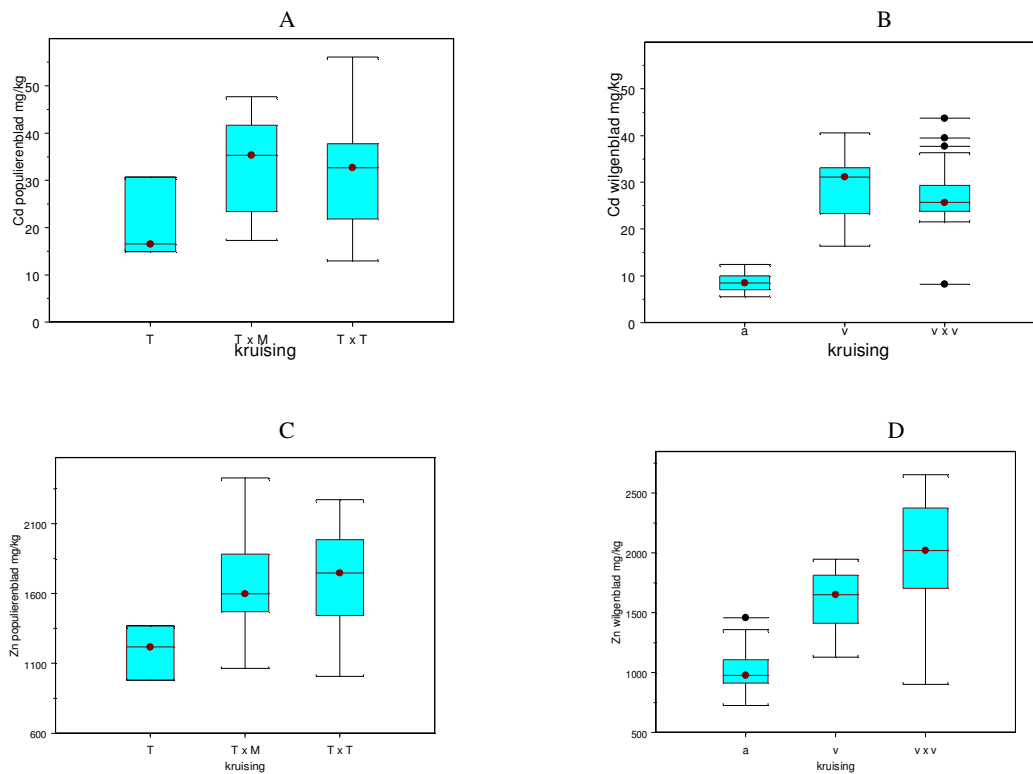 A
Cd populierenblad mg/kg
50
40
30
20
10
0
T
T x M
T x T
kruising
B
Cd wilgenblad mg/kg
50
40
30
20
10
0
a
v
v x v
kruising
C
Zn populierenblad mg/kg
2100
1600
1100
600
T
T x M
T x T
kruising
D
Zn wilgenblad mg/kg
2500
2000
1500
1000
500
a
v
v x v
kruising